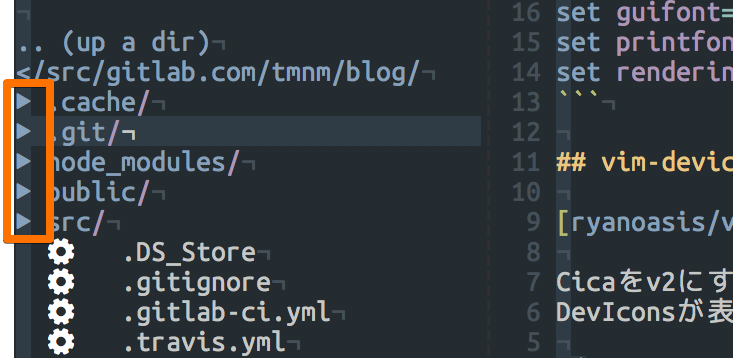 .. (up a dir)¬
</src/gitlab.com/tmnm/blog/¬
▶ .cache/¬
▶ .git/¬
▶ node_modules/¬
▶ public/¬
▶ src/¬
.DS_Store¬
.gitignore¬
.gitlab-ci.yml¬
.travis.yml¬
16 set guifont=
15 set printfon
14 set renderin
13 ```¬
12 ¬
11 ## vim-devic
10 ¬
9 [ryanoasis/v
8 ¬
7 Cicaをv2にす
6 DevIconsが表
5 ¬